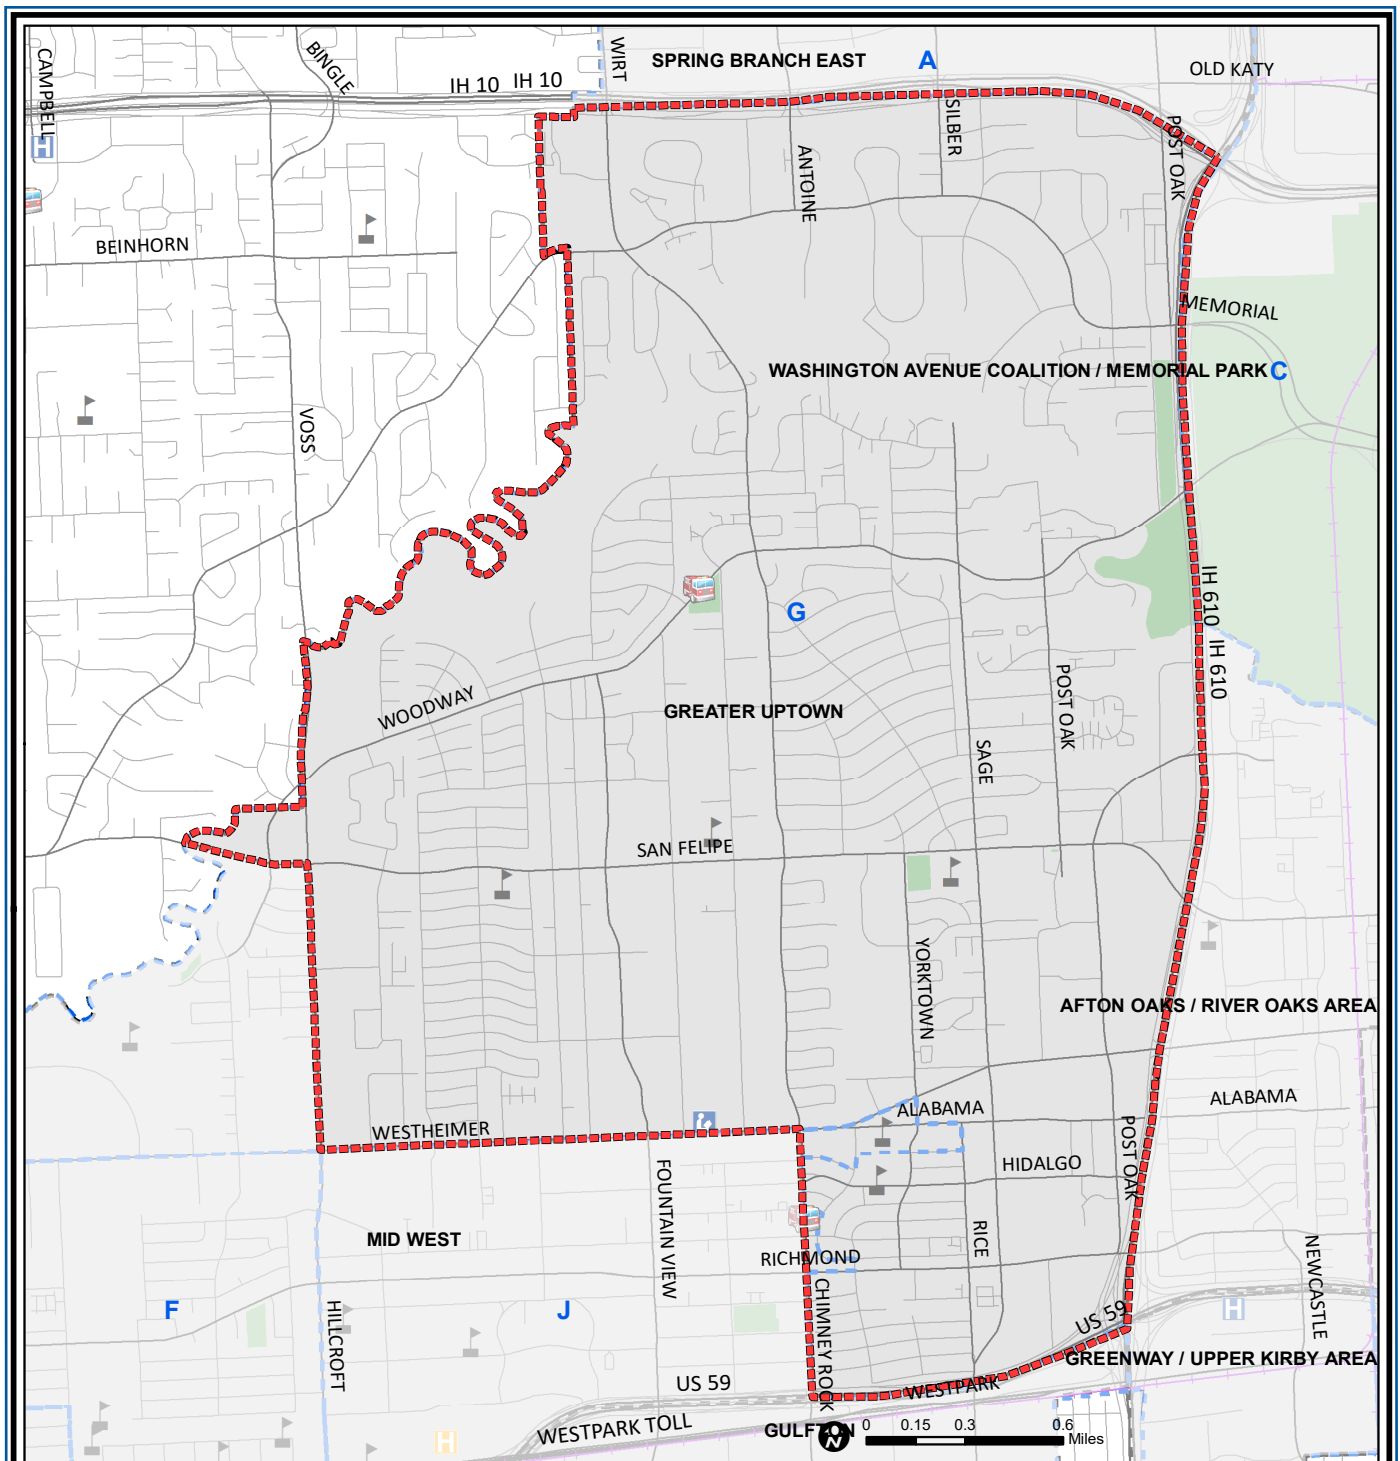 CAMPBELL
BINGLE
IH 10
IH 10
WIRT
SPRING BRANCH EAST
A
OLD KATY
H
SILBER
ANTOINE
POST OAK
BEINHORN
MEMORIAL
WASHINGTON AVENUE COALITION / MEMORIAL PARK
C
VOSS
IH 610
G
IH 610
WOODWAY
GREATER UPTOWN
POST OAK
SAGE
SAN FELIPE
YORKTOWN
AFTON OAKS / RIVER OAKS AREA
ALABAMA
ALABAMA
WESTHEIMER
POST OAK
HIDALGO
FOUNTAIN VIEW
MID WEST
RICE
RICHMOND
NEWCASTLE
F
J
HILLCROFT
CHIMNEY ROCK
US 59
H
GREENWAY / UPPER KIRBY AREA
US 59
WESTPARK
WESTPARK TOLL
GULFTON
H
N
0 0.15 0.3 0.6
Miles